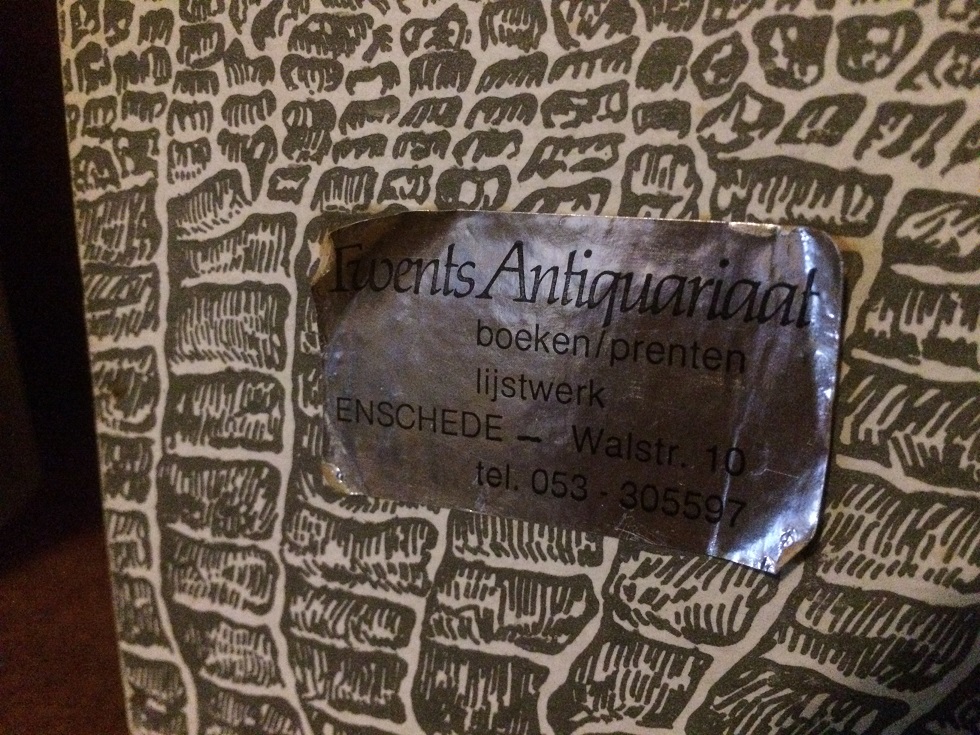 Twents Antiquariaat
boeken/prenten
lijstwerk
ENSCHEDE – Walstr. 10
tel. 053 - 305597